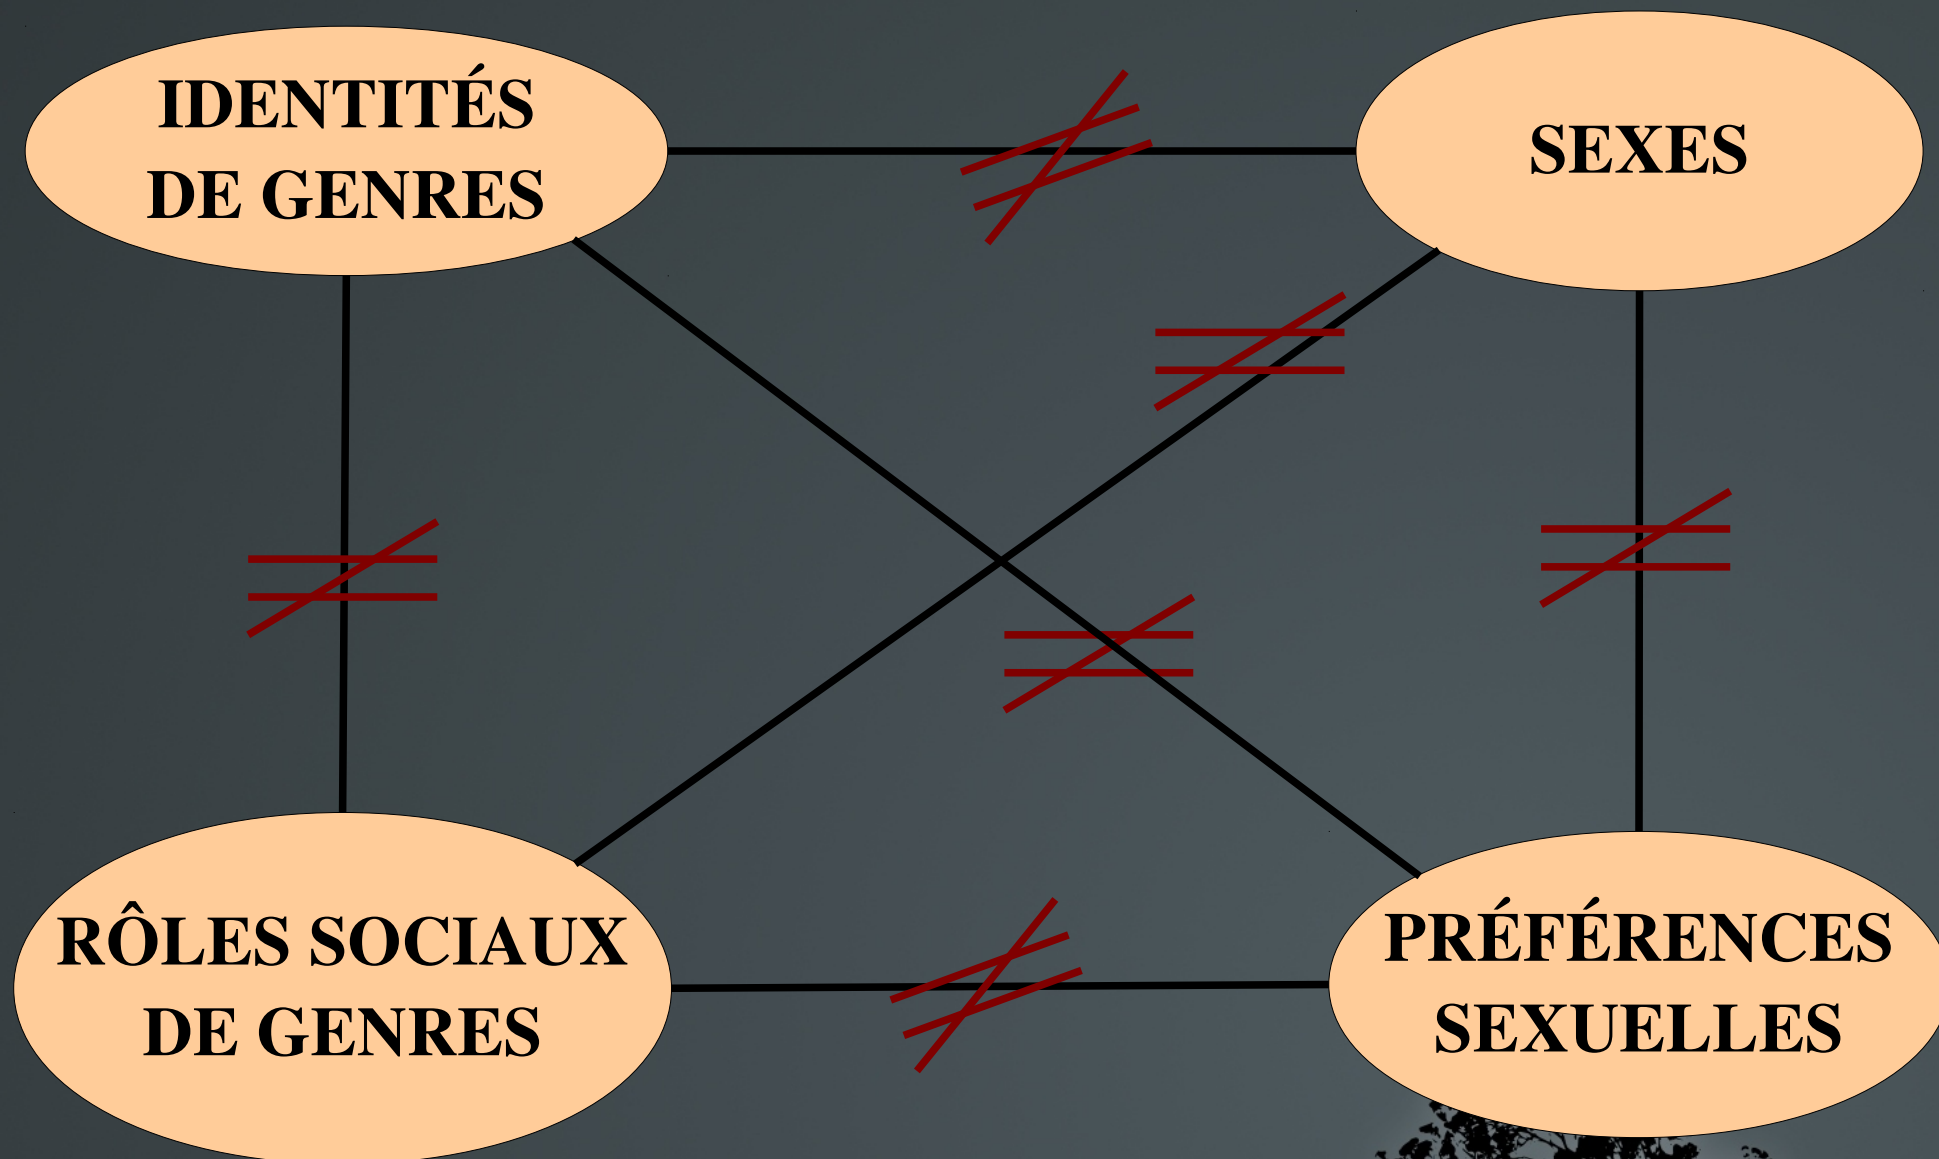 IDENTITÉS
DE GENRES
SEXES
RÔLES SOCIAUX
DE GENRES
PRÉFÉRENCES
SEXUELLES